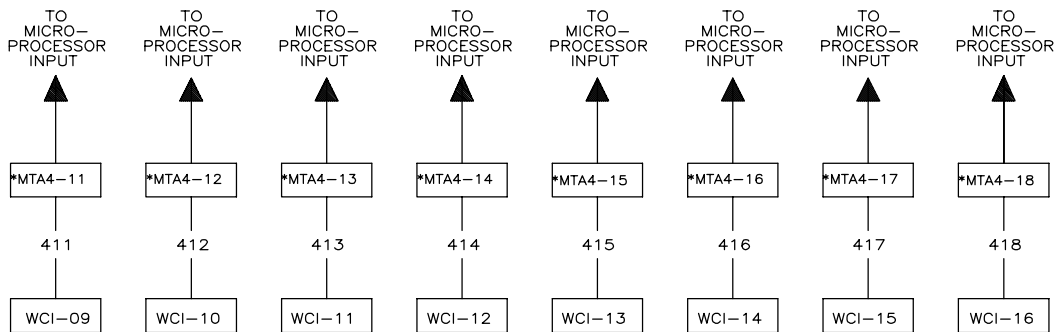 TO TO TO TO TO TO TO TO
MICRO- MICRO- MICRO- MICRO- MICRO- MICRO- MICRO- MICRO-
PROCESSOR PROCESSOR PROCESSOR PROCESSOR PROCESSOR PROCESSOR PROCESSOR PROCESSOR
INPUT INPUT INPUT INPUT INPUT INPUT INPUT INPUT
*MTA4-11 *MTA4-12 *MTA4-13 *MTA4-14 *MTA4-15 *MTA4-16 *MTA4-17 *MTA4-18
411 412 413 414 415 416 417 418
WCI-09 WCI-10 WCI-11 WCI-12 WCI-13 WCI-14 WCI-15 WCI-16